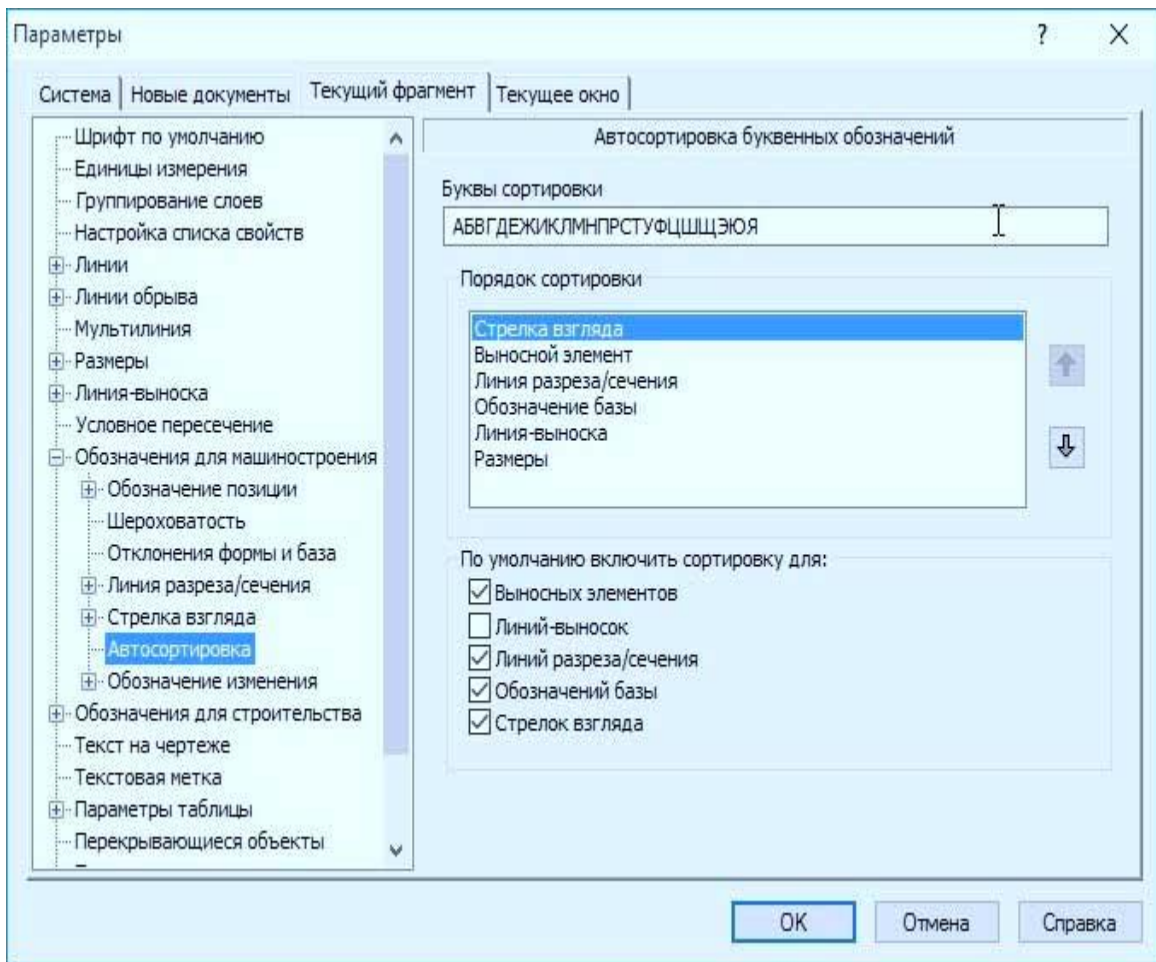 Параметры
?
Система
Новые документы
Текущий фрагмент
Текущее окно
Шрифт по умолчанию
Единицы измерения
Группирование слоев
Настройка списка свойств
Линии
Линии обрыва
Мультилиния
Размеры
Линия-выноска
Условное пересечение
Обозначения для машиностроения
Обозначение позиции
Шероховатость
Отклонения формы и база
Линия разреза/сечения
Стрелка взгляда
Автосортировка
Обозначение изменения
Обозначения для строительства
Текст на чертеже
Текстовая метка
Параметры таблицы
Перекрывающиеся объекты
Автосортировка буквенных обозначений
Буквы сортировки
АБВГДЕЖИКЛМНПРСТУФЦШЩЭЮЯ
Порядок сортировки
Стрелка взгляда
Выносной элемент
Линия разреза/сечения
Обозначение базы
Линия-выноска
Размеры
По умолчанию включить сортировку для:
Выносных элементов
Линий-выносок
Линий разреза/сечения
Обозначений базы
Стрелок взгляда
OK
Отмена
Справка